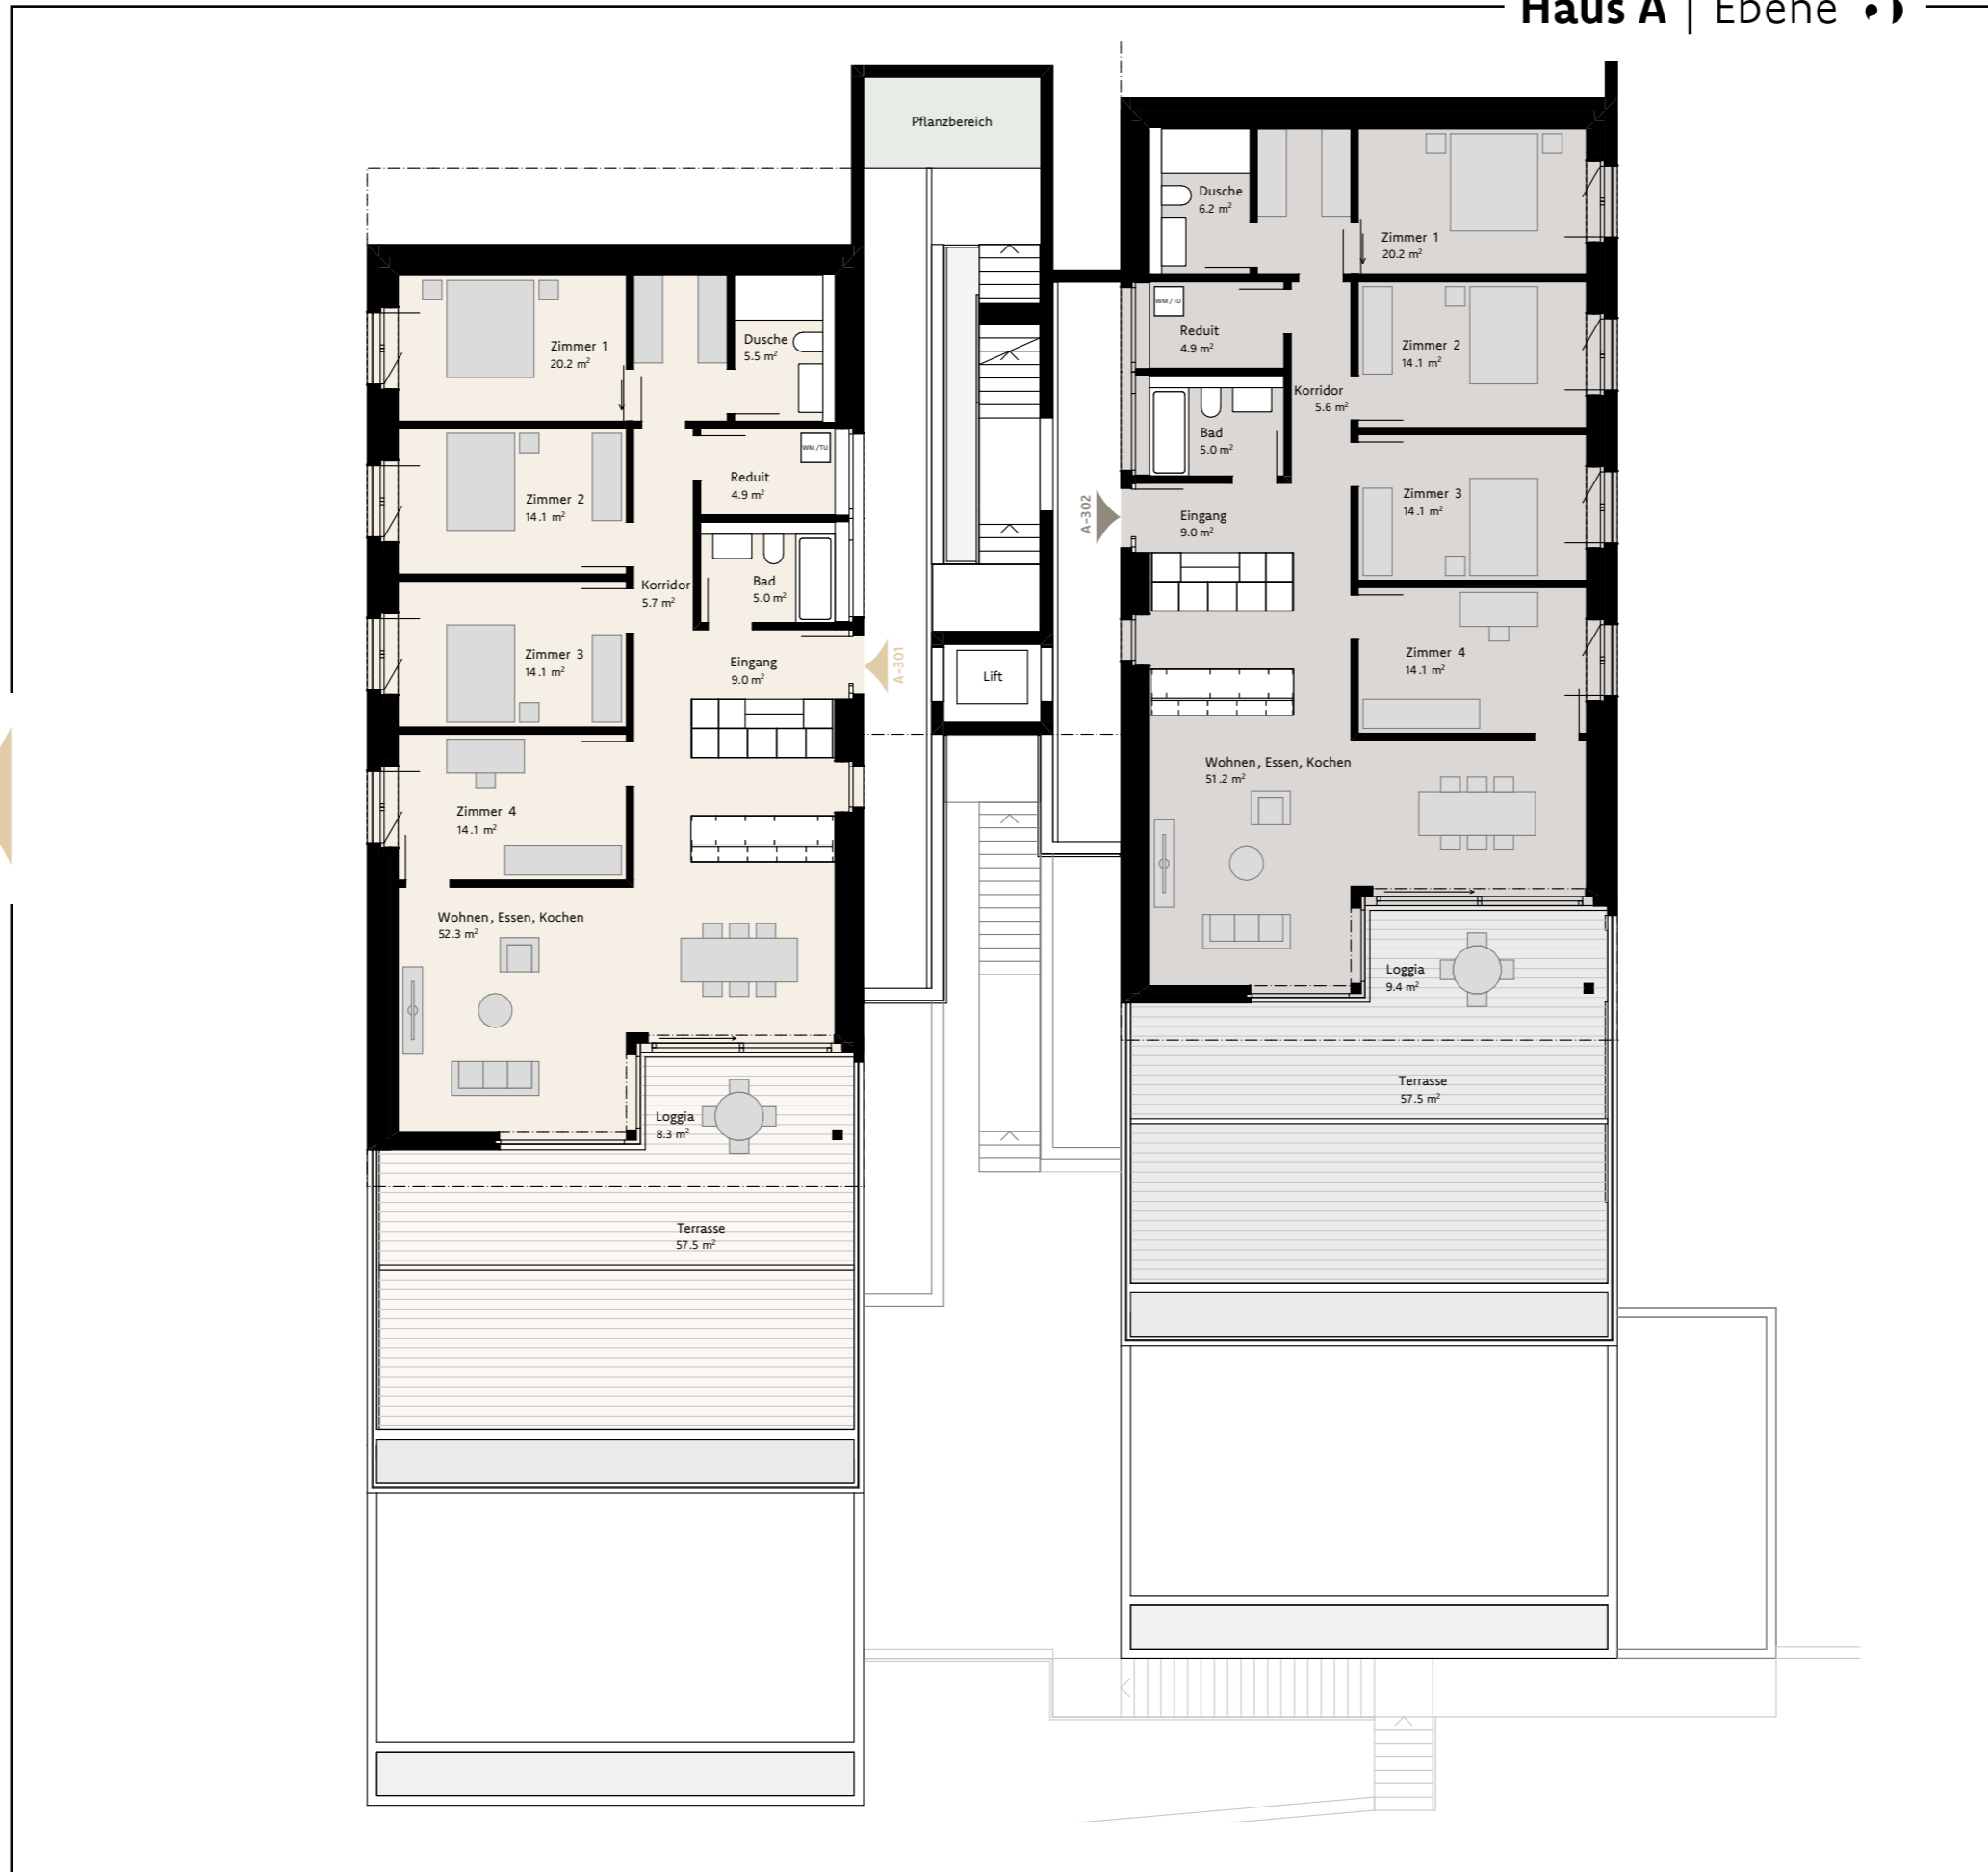 Haus A | Ebene
Pflanzbereich
Zimmer 1
20.2 m²
Dusche
5.5 m²
Zimmer 2
14.1 m²
WM./TU
Reduit
4.9 m²
Zimmer 3
14.1 m²
Korridor
5.7 m²
Bad
5.0 m²
Eingang
9.0 m²
A-301
Lift
Zimmer 4
14.1 m²
Wohnen, Essen, Kochen
52.3 m²
Loggia
8.3 m²
Terrasse
57.5 m²
Dusche
6.2 m²
Zimmer 1
20.2 m²
WM./TU
Reduit
4.9 m²
Zimmer 2
14.1 m²
Korridor
5.6 m²
Bad
5.0 m²
Zimmer 3
14.1 m²
A-302
Eingang
9.0 m²
Zimmer 4
14.1 m²
Wohnen, Essen, Kochen
51.2 m²
Loggia
9.4 m²
Terrasse
57.5 m²